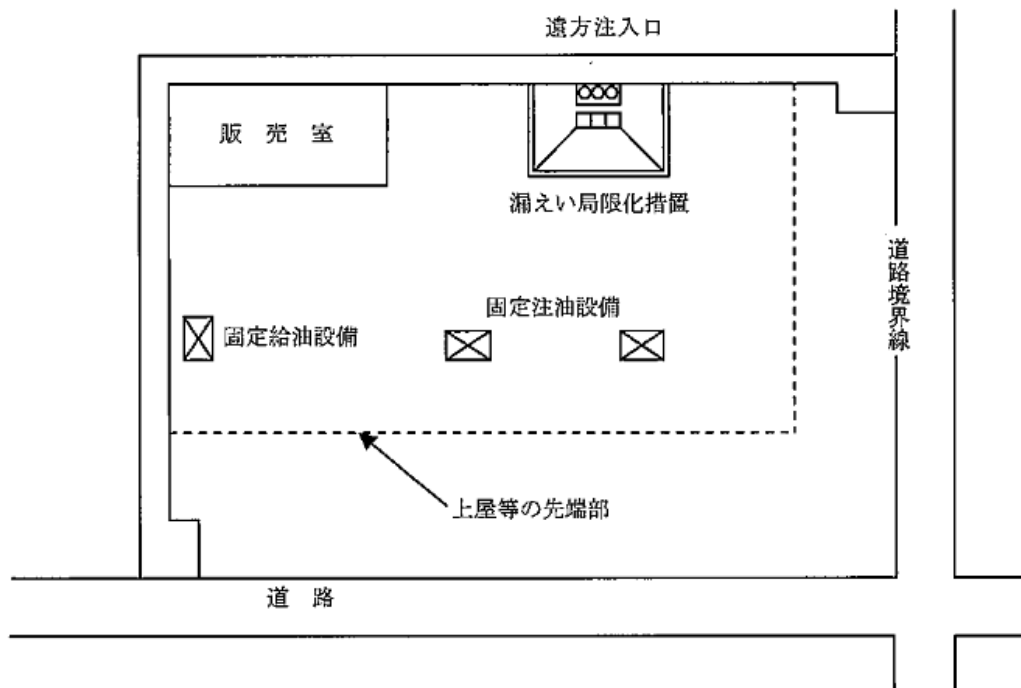 遠方注入口
販売室
漏えい局限化措置
道路境界線
固定注油設備
固定給油設備
上屋等の先端部
道路